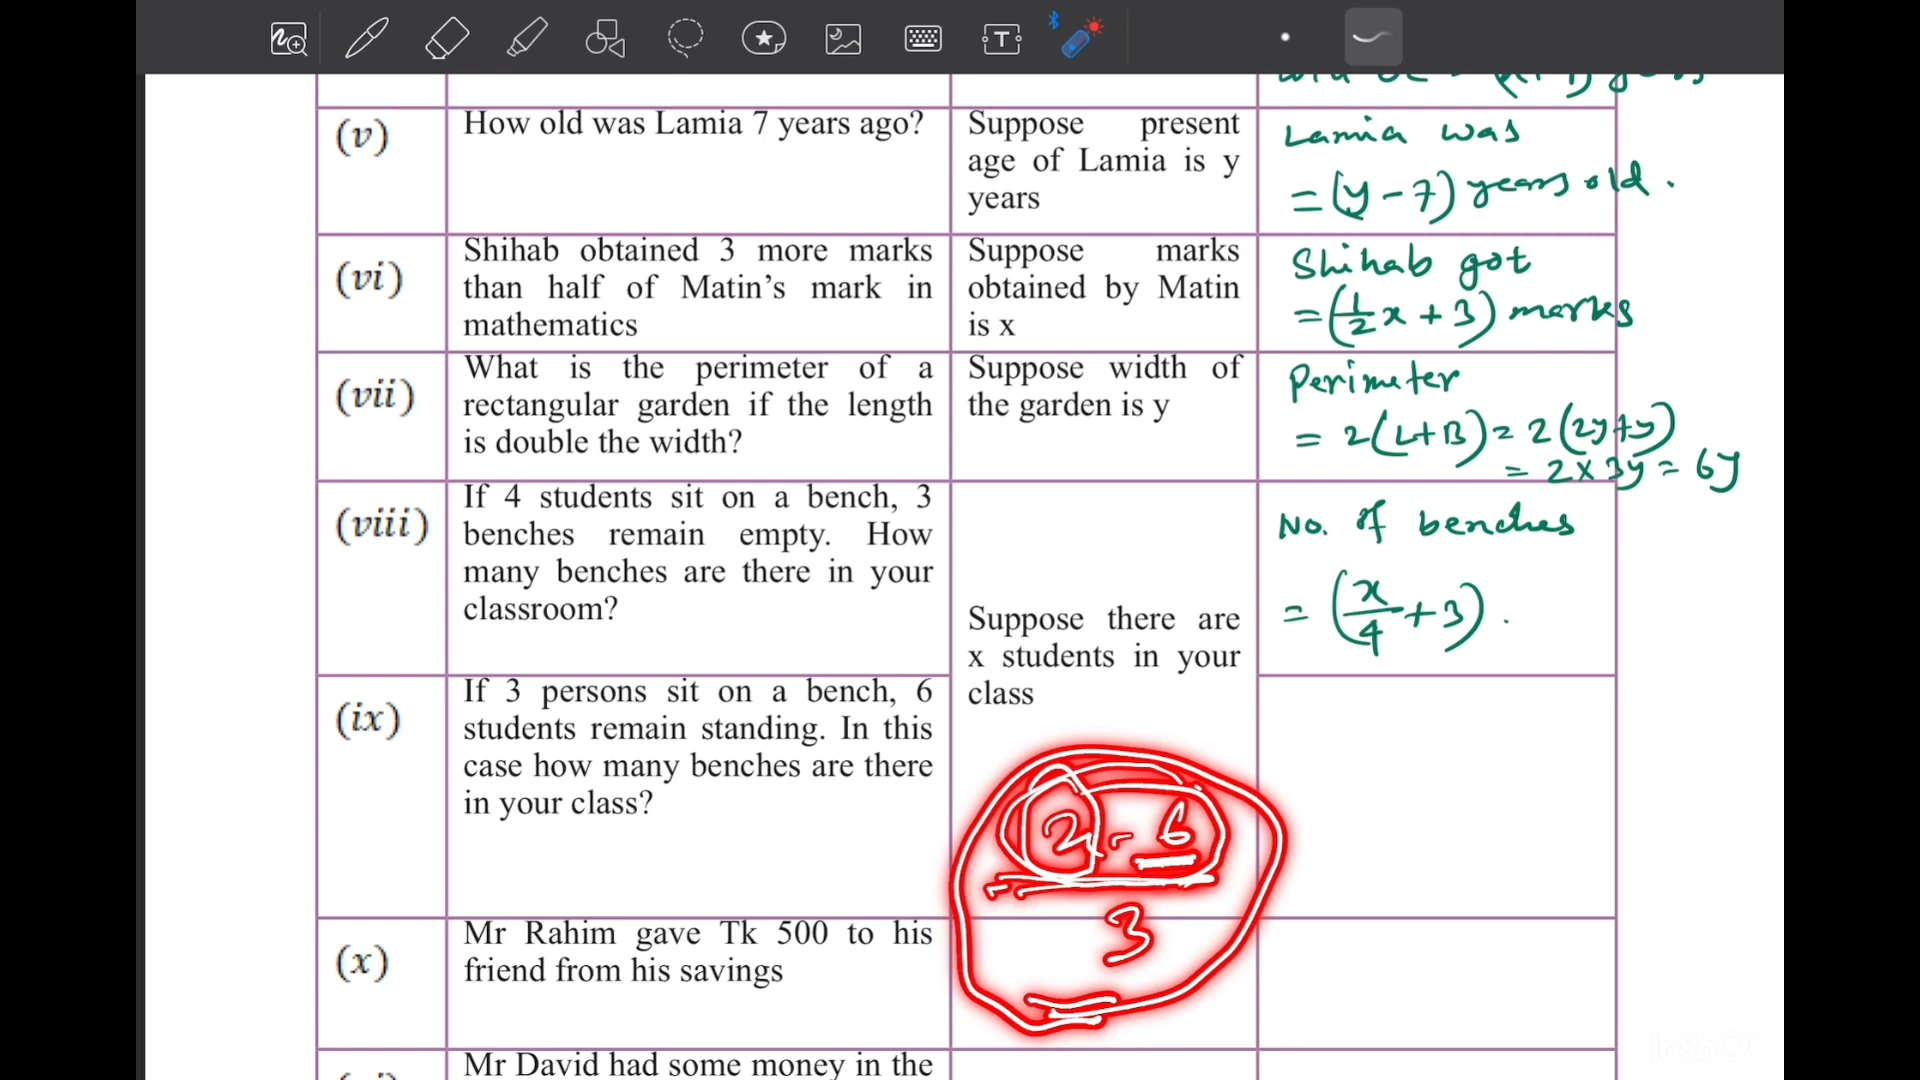 (v)
How old was Lamia 7 years ago?
Suppose present
age of Lamia is y
years
Lamia was
= (y - 7) years old.
(vi)
Shihab obtained 3 more marks
than half of Matin’s mark in
mathematics
Suppose marks
obtained by Matin
is x
Shihab got
= (1/2 x + 3) marks
(vii)
What is the perimeter of a
rectangular garden if the length
is double the width?
Suppose width of
the garden is y
Perimeter
= 2(L+B) = 2(2y+y)
= 2×3y = 6y
(viii)
If 4 students sit on a bench, 3
benches remain empty. How
many benches are there in your
classroom?
Suppose there are
x students in your
class
No. of benches
= (x/4 + 3).
(ix)
If 3 persons sit on a bench, 6
students remain standing. In this
case how many benches are there
in your class?
- 6
3
(x)
Mr Rahim gave Tk 500 to his
friend from his savings
Mr David had some money in the